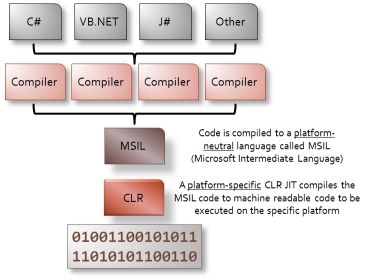 C#
VB.NET
J#
Other
Compiler
Compiler
Compiler
Compiler
MSIL
Code is compiled to a platform-
neutral language called MSIL
(Microsoft Intermediate Language)
CLR
A platform-specific CLR JIT compiles the
MSIL code to machine readable code to be
executed on the specific platform
01001100101011
11010101100110